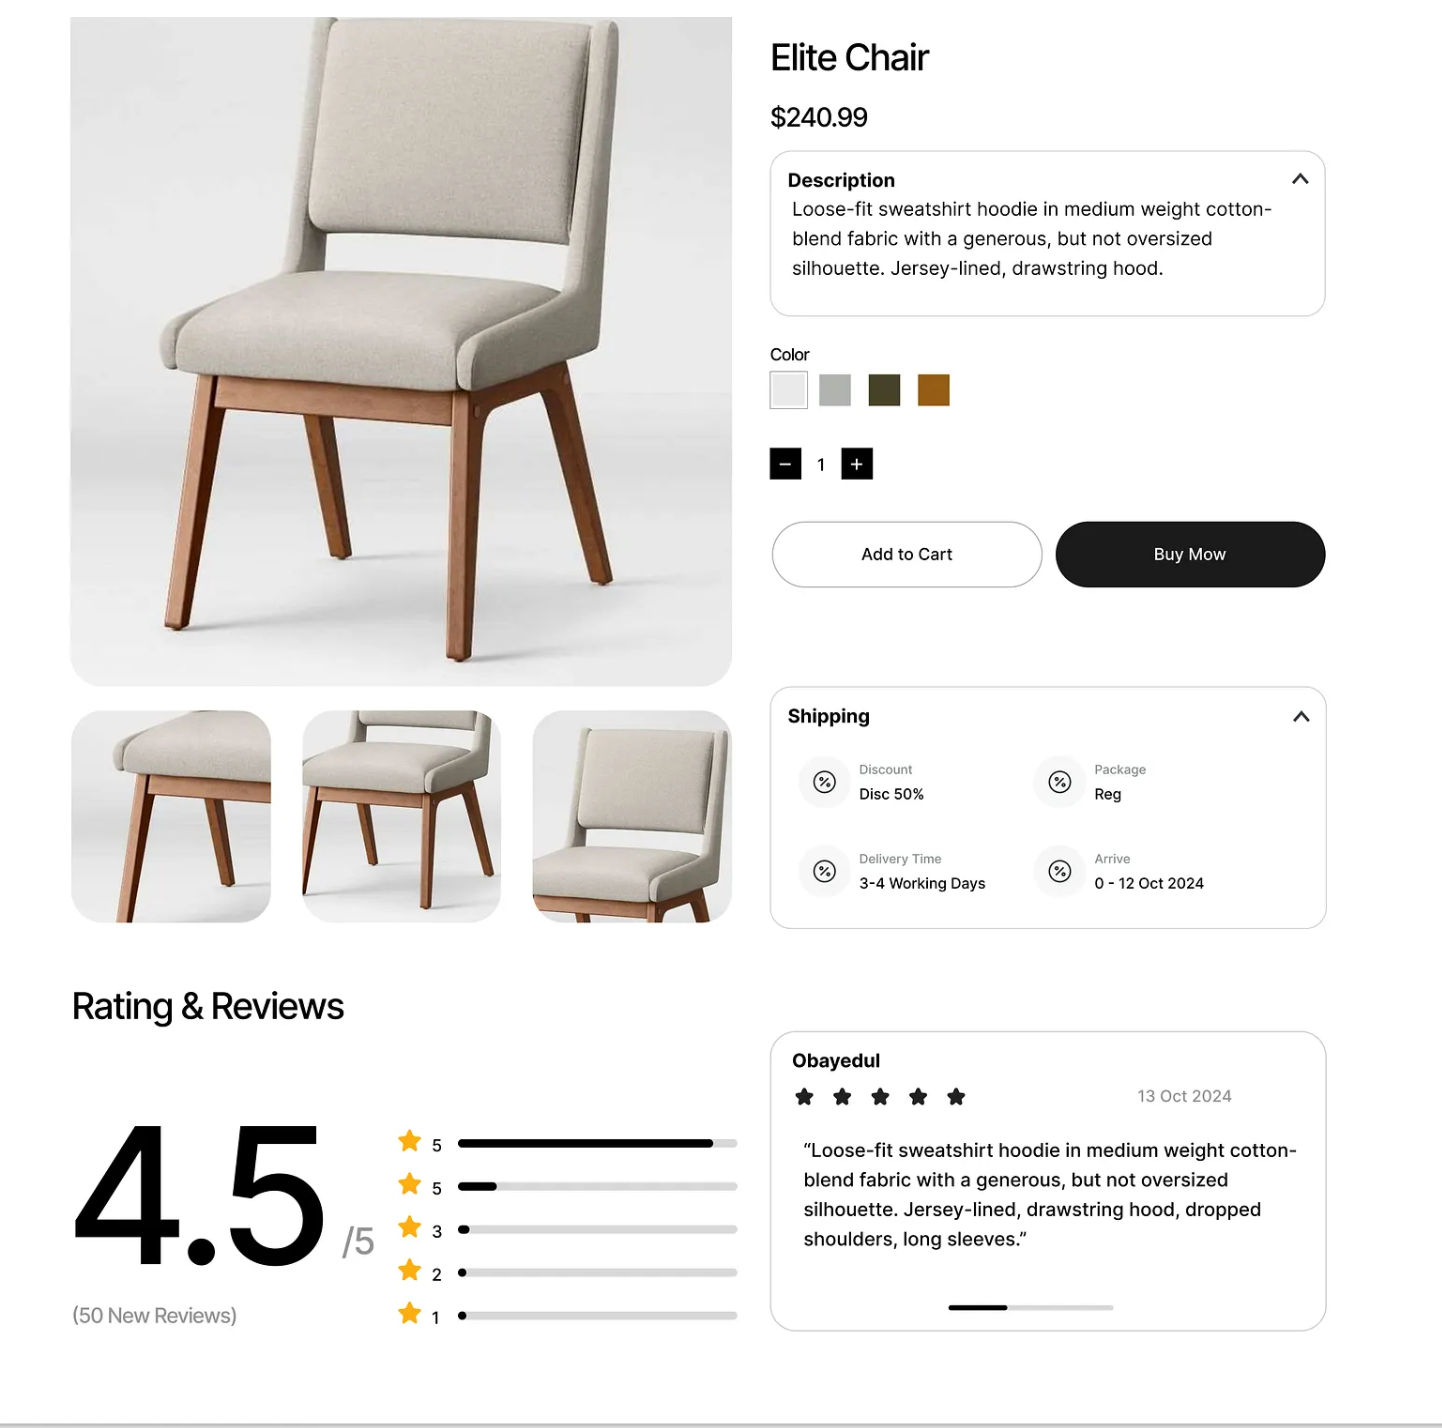 Elite Chair
$240.99
Description
Loose-fit sweatshirt hoodie in medium weight cotton-
blend fabric with a generous, but not oversized
silhouette. Jersey-lined, drawstring hood.
Color
− 1 +
Add to Cart
Buy Mow
Shipping
Discount
Disc 50%
Package
Reg
Delivery Time
3-4 Working Days
Arrive
0 - 12 Oct 2024
Rating & Reviews
4.5 /5
(50 New Reviews)
5
5
3
2
1
Obayedul
13 Oct 2024
“Loose-fit sweatshirt hoodie in medium weight cotton-
blend fabric with a generous, but not oversized
silhouette. Jersey-lined, drawstring hood, dropped
shoulders, long sleeves.”